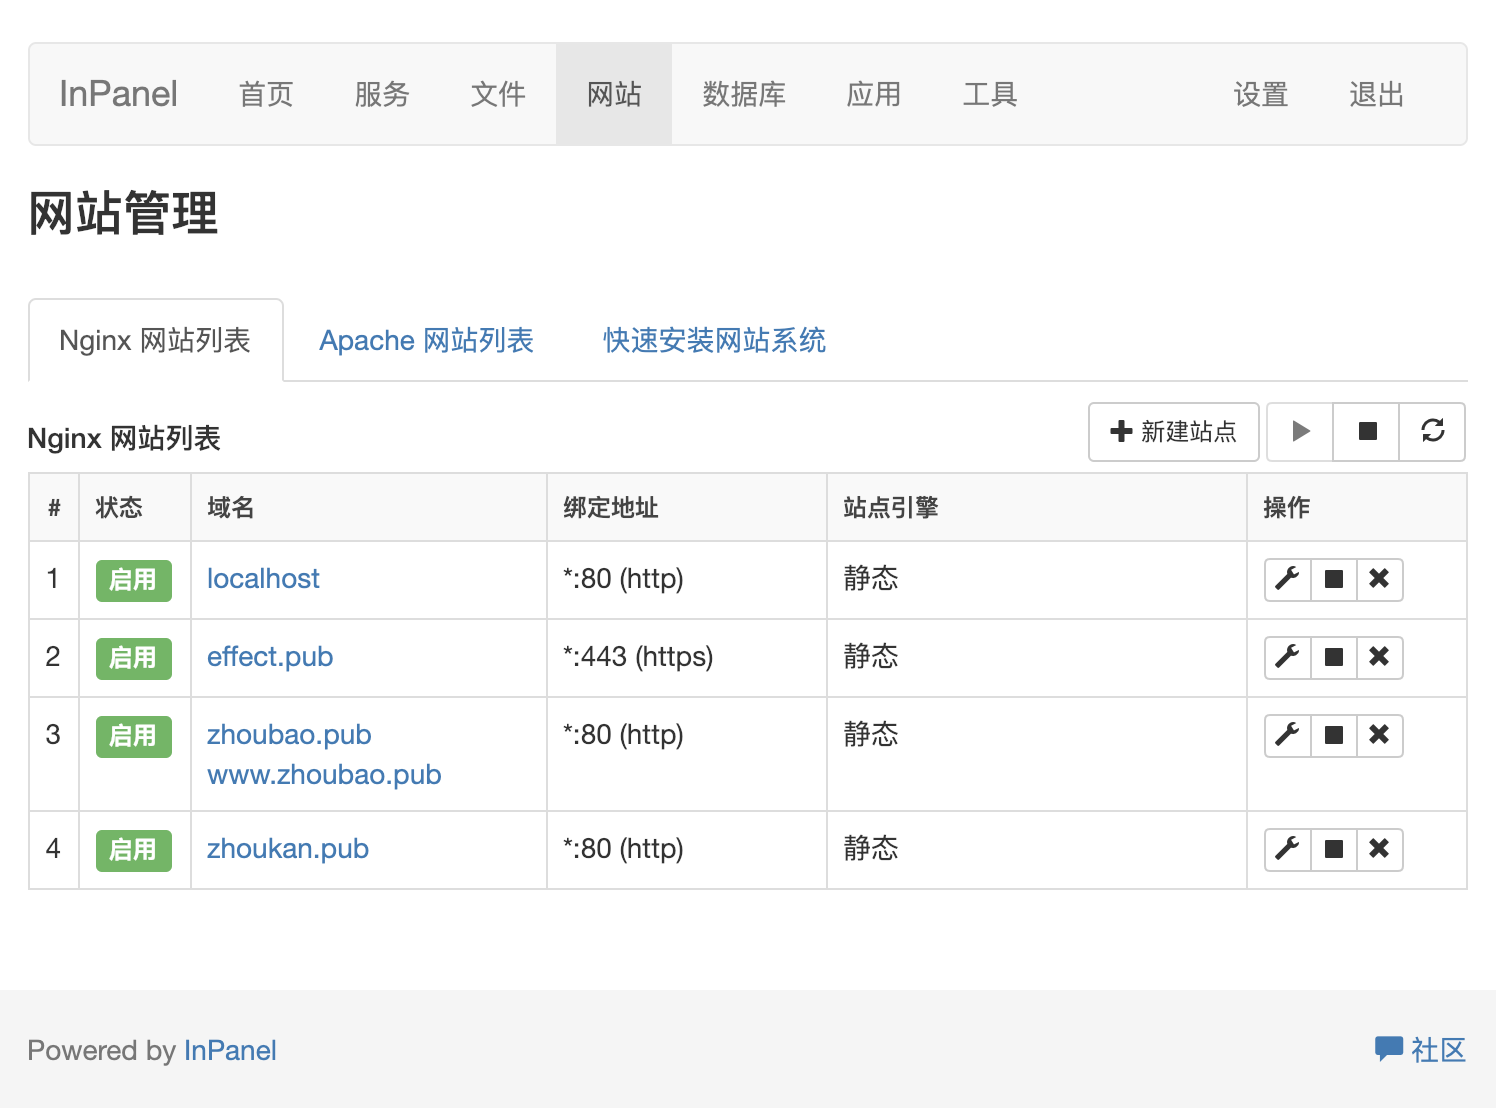 InPanel 首页 服务 文件 网站 数据库 应用 工具 设置 退出
网站管理
Nginx 网站列表 Apache 网站列表 快速安装网站系统
Nginx 网站列表 新建站点
# 状态 域名 绑定地址 站点引擎 操作
1 启用 localhost *:80 (http) 静态
2 启用 effect.pub *:443 (https) 静态
3 启用 zhoubao.pub *:80 (http) 静态
www.zhoubao.pub
4 启用 zhoukan.pub *:80 (http) 静态
Powered by InPanel 社区